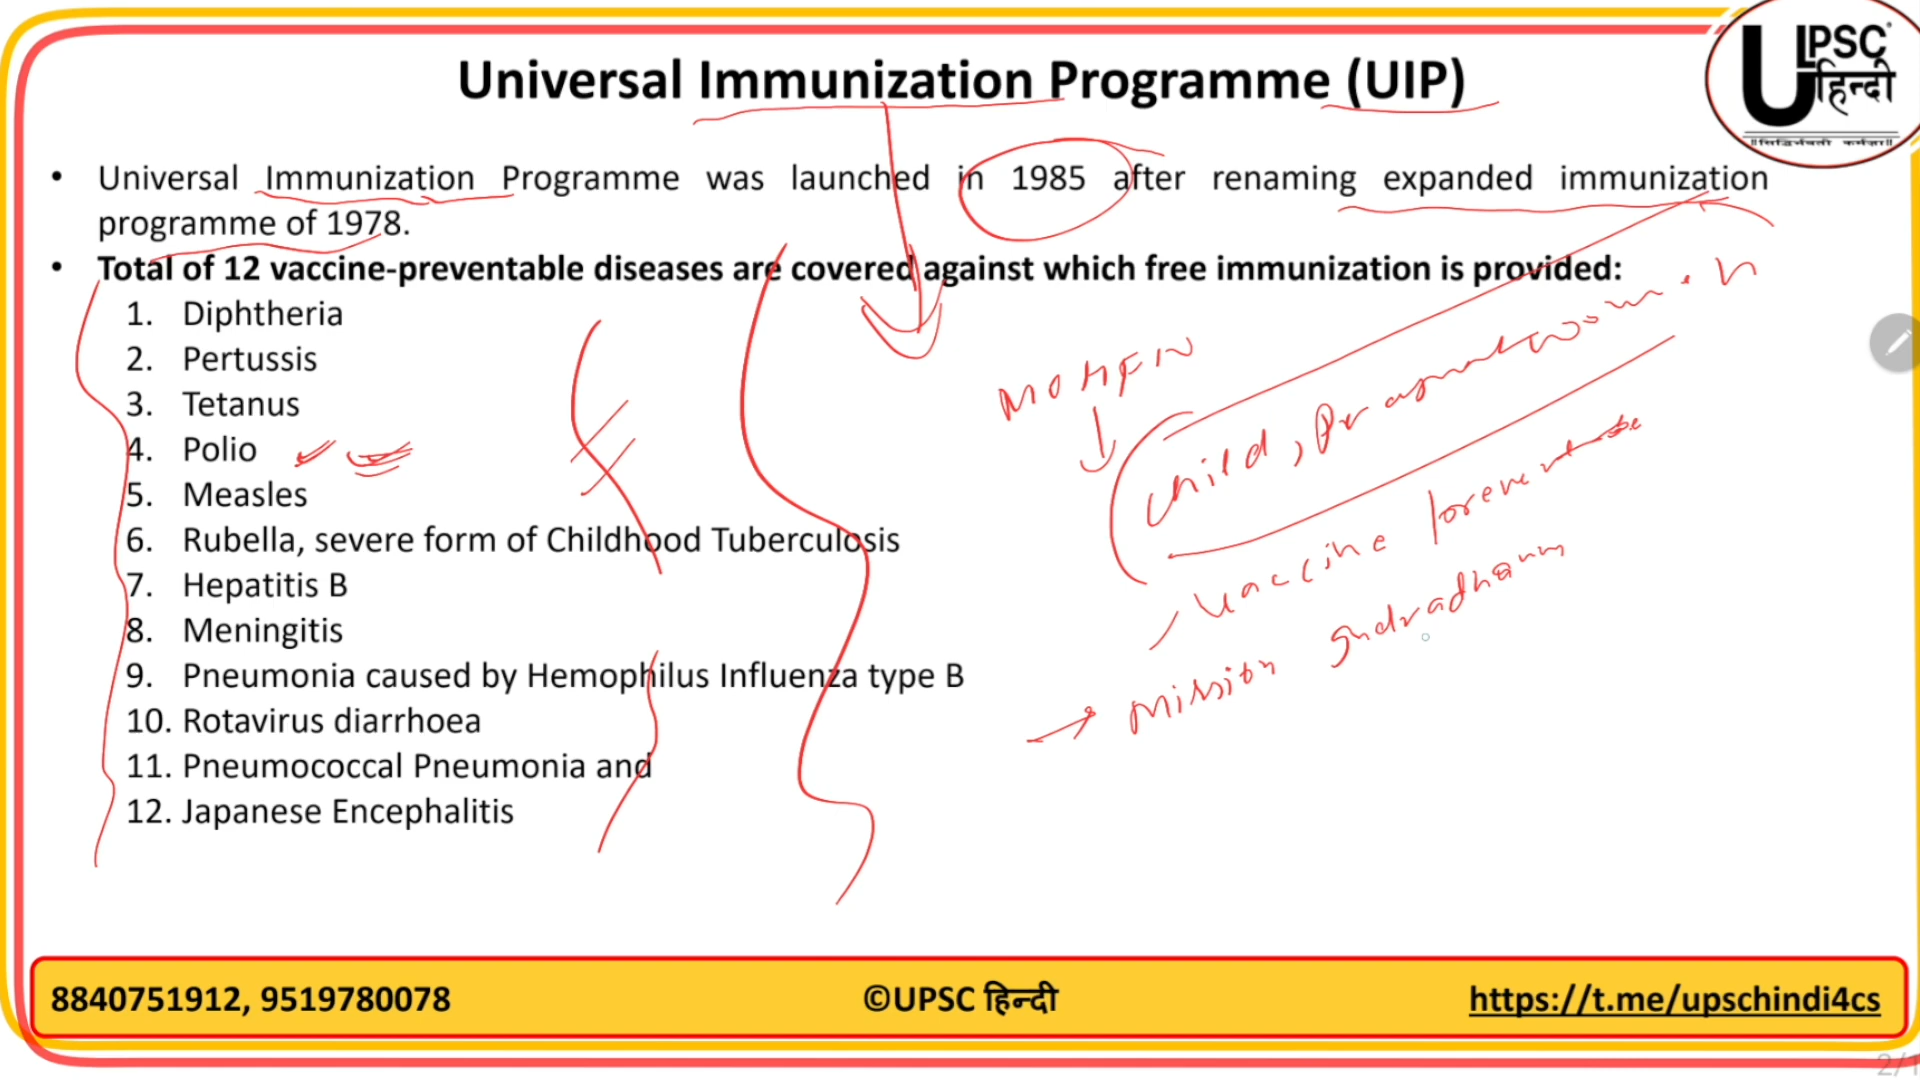 Universal Immunization Programme (UIP)
UPSC
हिन्दी
• Universal Immunization Programme was launched in 1985 after renaming expanded immunization
programme of 1978.
• Total of 12 vaccine-preventable diseases are covered against which free immunization is provided:
1. Diphtheria
2. Pertussis
3. Tetanus
4. Polio
5. Measles
6. Rubella, severe form of Childhood Tuberculosis
7. Hepatitis B
8. Meningitis
9. Pneumonia caused by Hemophilus Influenza type B
10. Rotavirus diarrhoea
11. Pneumococcal Pneumonia and
12. Japanese Encephalitis
MOHFW
child, women
vaccine
mission
8840751912, 9519780078
©UPSC हिन्दी
https://t.me/upschindi4cs